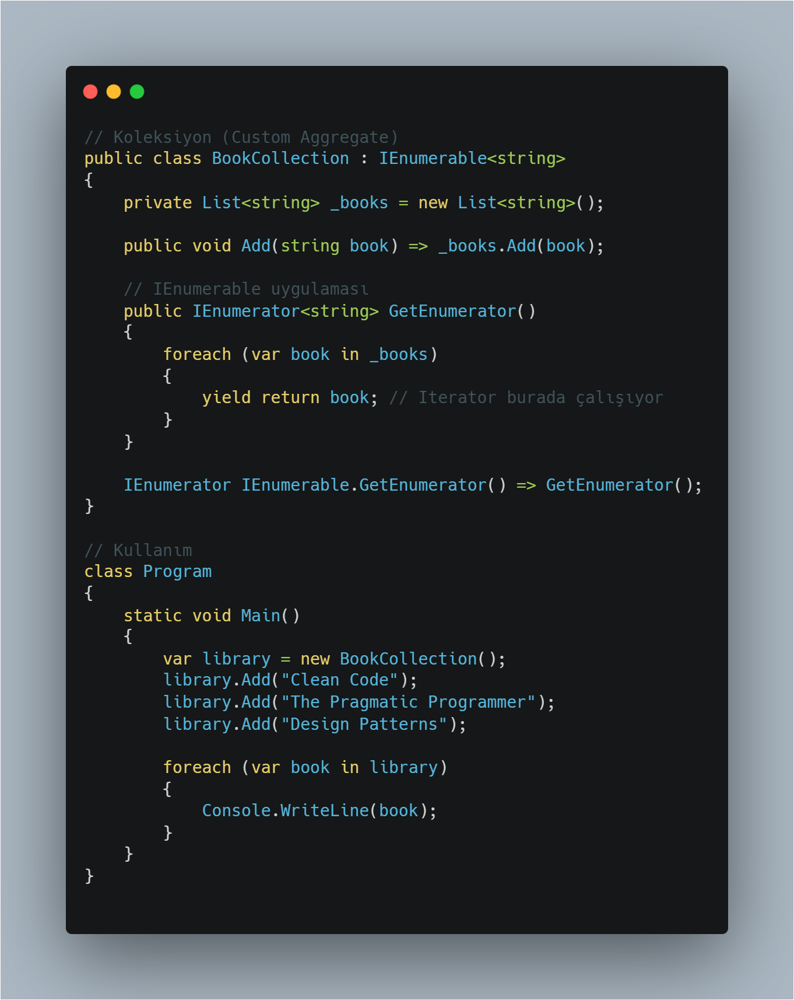 // Koleksiyon (Custom Aggregate)
public class BookCollection : IEnumerable<string>
{
    private List<string> _books = new List<string>();

    public void Add(string book) => _books.Add(book);

    // IEnumerable uygulaması
    public IEnumerator<string> GetEnumerator()
    {
        foreach (var book in _books)
        {
            yield return book; // Iterator burada çalışıyor
        }
    }

    IEnumerator IEnumerable.GetEnumerator() => GetEnumerator();
}

// Kullanım
class Program
{
    static void Main()
    {
        var library = new BookCollection();
        library.Add("Clean Code");
        library.Add("The Pragmatic Programmer");
        library.Add("Design Patterns");

        foreach (var book in library)
        {
            Console.WriteLine(book);
        }
    }
}